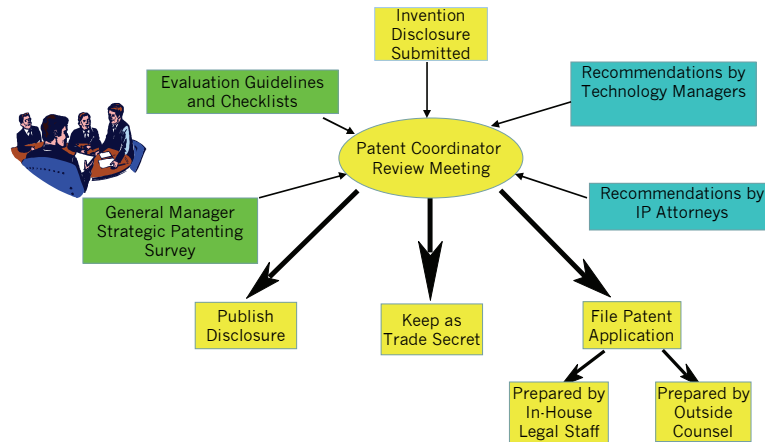 Invention
Disclosure
Submitted
Evaluation Guidelines
and Checklists
Recommendations by
Technology Managers
Patent Coordinator
Review Meeting
General Manager
Strategic Patenting
Survey
Recommendations by
IP Attorneys
Publish
Disclosure
Keep as
Trade Secret
File Patent
Application
Prepared by
In-House
Legal Staff
Prepared by
Outside
Counsel